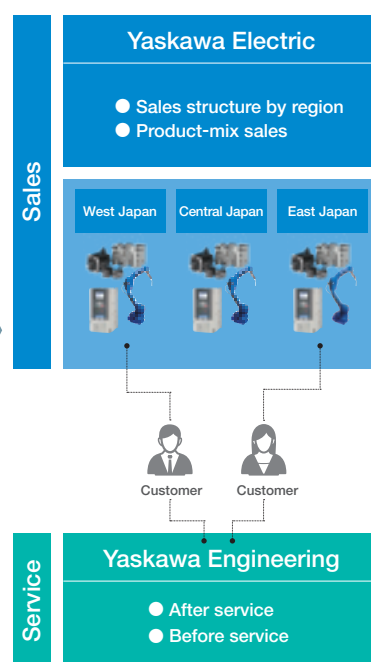 Sales
Yaskawa Electric
● Sales structure by region
● Product-mix sales
West Japan
Central Japan
East Japan
Customer
Customer
Service
Yaskawa Engineering
● After service
● Before service